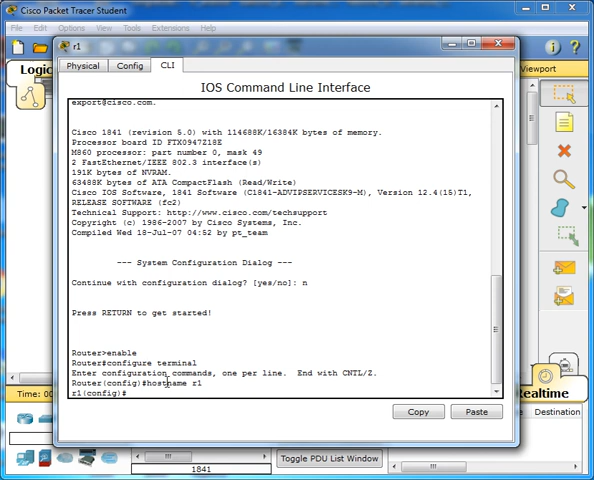 Cisco Packet Tracer Student
File Edit Options View Tools Extensions Help
r1
Logic
Viewport
Physical Config CLI
IOS Command Line Interface
export@cisco.com.
Cisco 1841 (revision 5.0) with 114688K/16384K bytes of memory.
Processor board ID FTX0947Z18E
M860 processor: part number 0, mask 49
2 FastEthernet/IEEE 802.3 interface(s)
191K bytes of NVRAM.
63488K bytes of ATA CompactFlash (Read/Write)
Cisco IOS Software, 1841 Software (C1841-ADVIPSERVICESK9-M), Version 12.4(15)T1,
RELEASE SOFTWARE (fc2)
Technical Support: http://www.cisco.com/techsupport
Copyright (c) 1986-2007 by Cisco Systems, Inc.
Compiled Wed 18-Jul-07 04:52 by pt_team
--- System Configuration Dialog ---
Continue with configuration dialog? [yes/no]: n
Press RETURN to get started!
Router>enable
Router#configure terminal
Enter configuration commands, one per line. End with CNTL/Z.
Router(config)#hostname r1
r1(config)#
Time: 00
Copy Paste
Destination
Toggle PDU List Window
1841